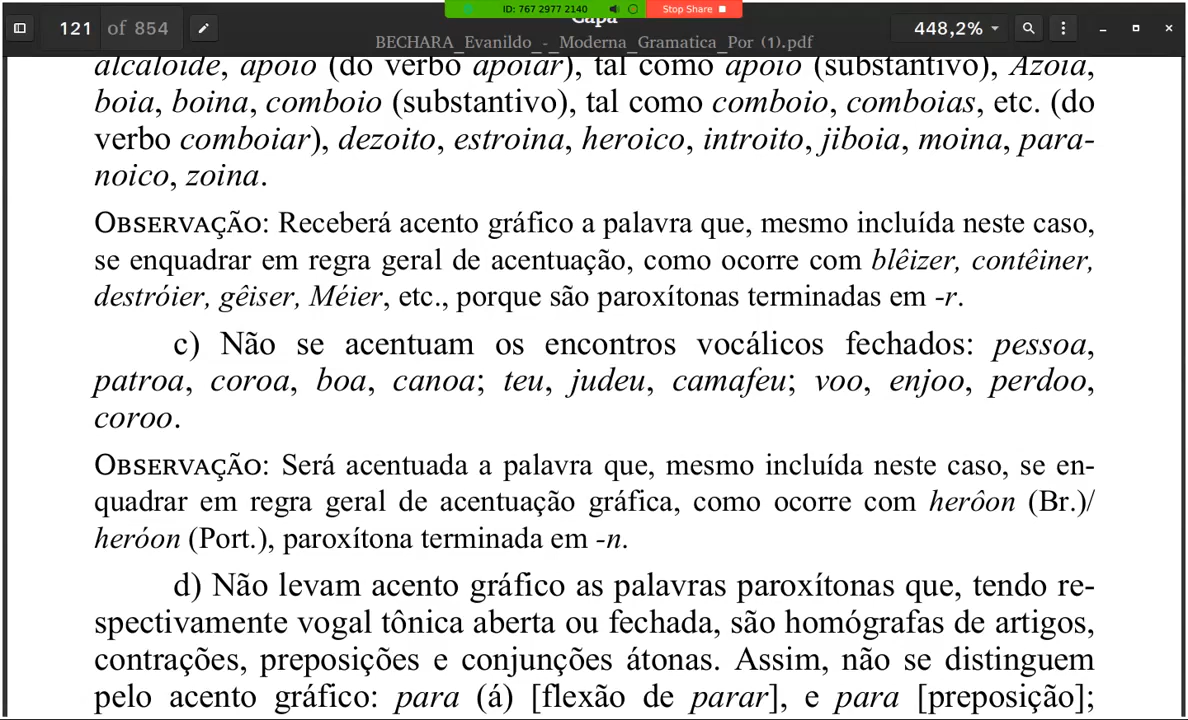 ID: 767 2977 2140
Stop Share
Capa
121 of 854
BECHARA_Evanildo_-_Moderna_Gramatica_Por (1).pdf
448,2%
alcaloide, apoio (do verbo apoiar), tal como apoio (substantivo), Azoia,
boia, boina, comboio (substantivo), tal como comboio, comboias, etc. (do
verbo comboiar), dezoito, estroina, heroico, introito, jiboia, moina, para-
noico, zoina.
OBSERVAÇÃO: Receberá acento gráfico a palavra que, mesmo incluída neste caso,
se enquadrar em regra geral de acentuação, como ocorre com blêizer, contêiner,
destróier, gêiser, Méier, etc., porque são paroxítonas terminadas em -r.
c) Não se acentuam os encontros vocálicos fechados: pessoa,
patroa, coroa, boa, canoa; teu, judeu, camafeu; voo, enjoo, perdoo,
coroo.
OBSERVAÇÃO: Será acentuada a palavra que, mesmo incluída neste caso, se en-
quadrar em regra geral de acentuação gráfica, como ocorre com herôon (Br.)/
heróon (Port.), paroxítona terminada em -n.
d) Não levam acento gráfico as palavras paroxítonas que, tendo re-
spectivamente vogal tônica aberta ou fechada, são homógrafas de artigos,
contrações, preposições e conjunções átonas. Assim, não se distinguem
pelo acento gráfico: para (á) [flexão de parar], e para [preposição];